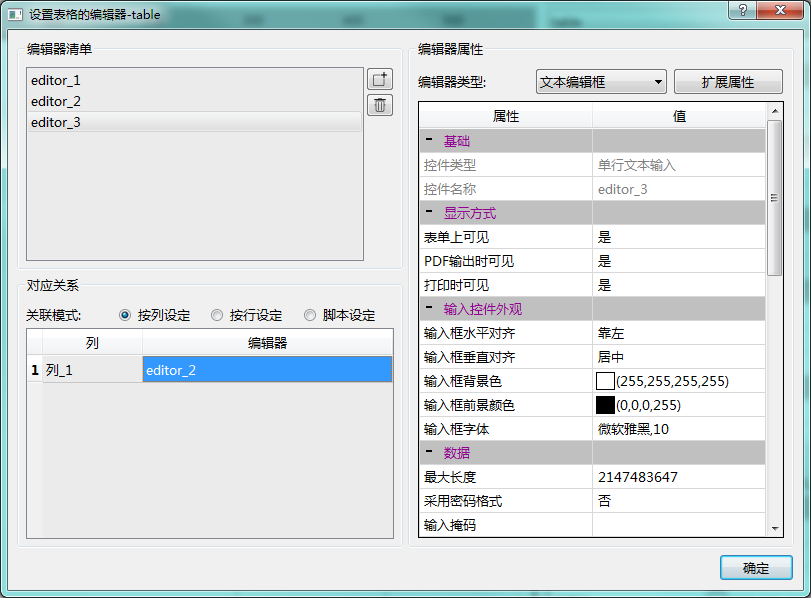 设置表格的编辑器-table
编辑器清单
editor_1
editor_2
editor_3
对应关系
关联模式: 按列设定 按行设定 脚本设定
列 编辑器
1 列_1 editor_2
编辑器属性
编辑器类型: 文本编辑框 扩展属性
属性 值
基础
控件类型 单行文本输入
控件名称 editor_3
显示方式
表单上可见 是
PDF输出时可见 是
打印时可见 是
输入控件外观
输入框水平对齐 靠左
输入框垂直对齐 居中
输入框背景色 (255,255,255,255)
输入框前景颜色 (0,0,0,255)
输入框字体 微软雅黑,10
数据
最大长度 2147483647
采用密码格式 否
输入掩码
确定